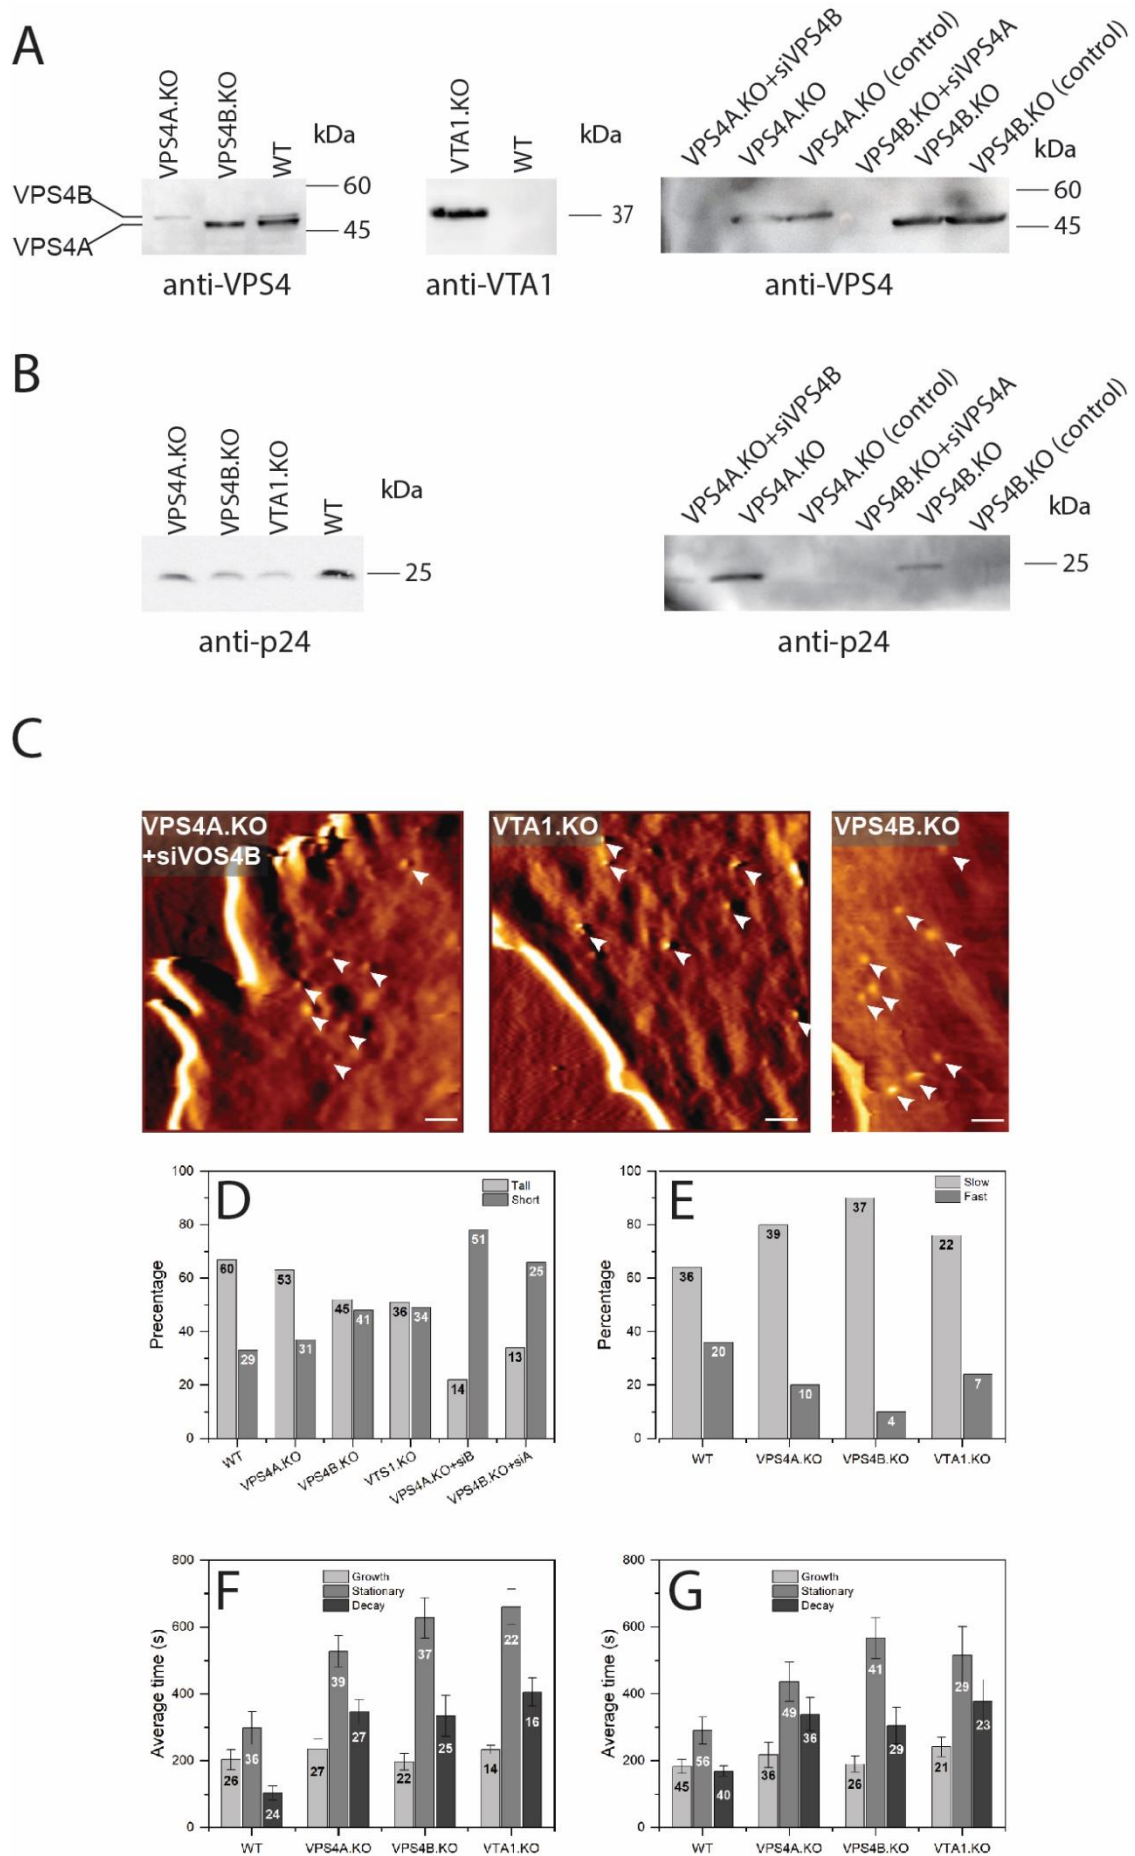 A
VPS4A.KO
VPS4B.KO
WT
kDa
VPS4B
VPS4A
60
45
anti-VPS4
VTA1.KO
WT
37
anti-VTA1
VPS4A.KO+siVPS4B
VPS4A.KO
VPS4A.KO (control)
VPS4B.KO+siVPS4A
VPS4B.KO
VPS4B.KO (control)
kDa
60
45
anti-VPS4
B
VPS4A.KO
VPS4B.KO
VTA1.KO
WT
kDa
25
anti-p24
VPS4A.KO+siVPS4B
VPS4A.KO
VPS4A.KO (control)
VPS4B.KO+siVPS4A
VPS4B.KO
VPS4B.KO (control)
kDa
25
anti-p24
C
VPS4A.KO
+siVOS4B
VTA1.KO
VPS4B.KO
D
Tall
Short
Precentage
100
80
60
40
20
0
60
29
53
31
45
41
36
34
14
51
13
25
WT
VPS4A.KO
VPS4B.KO
VTS1.KO
VPS4A.KO+siB
VPS4B.KO+siA
E
Slow
Fast
Percentage
100
80
60
40
20
0
36
20
39
10
37
4
22
7
WT
VPS4A.KO
VPS4B.KO
VTA1.KO
F
Growth
Stationary
Decay
Average time (s)
800
600
400
200
0
26
36
24
27
39
27
22
37
25
14
22
16
WT
VPS4A.KO
VPS4B.KO
VTA1.KO
G
Growth
Stationary
Decay
Average time (s)
800
600
400
200
0
45
56
40
36
49
36
26
41
29
21
29
23
WT
VPS4A.KO
VPS4B.KO
VTA1.KO